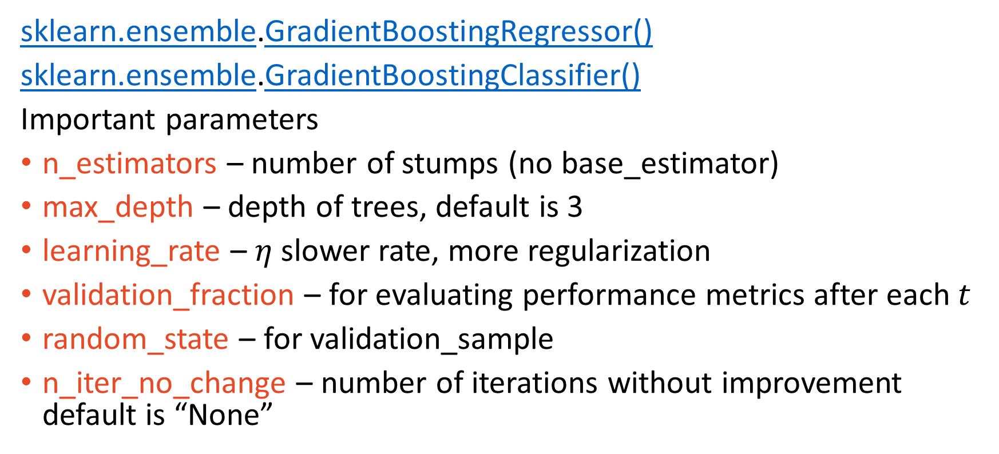 sklearn.ensemble.GradientBoostingRegressor()
sklearn.ensemble.GradientBoostingClassifier()
Important parameters
• n_estimators – number of stumps (no base_estimator)
• max_depth – depth of trees, default is 3
• learning_rate – η slower rate, more regularization
• validation_fraction – for evaluating performance metrics after each t
• random_state – for validation_sample
• n_iter_no_change – number of iterations without improvement
default is “None”